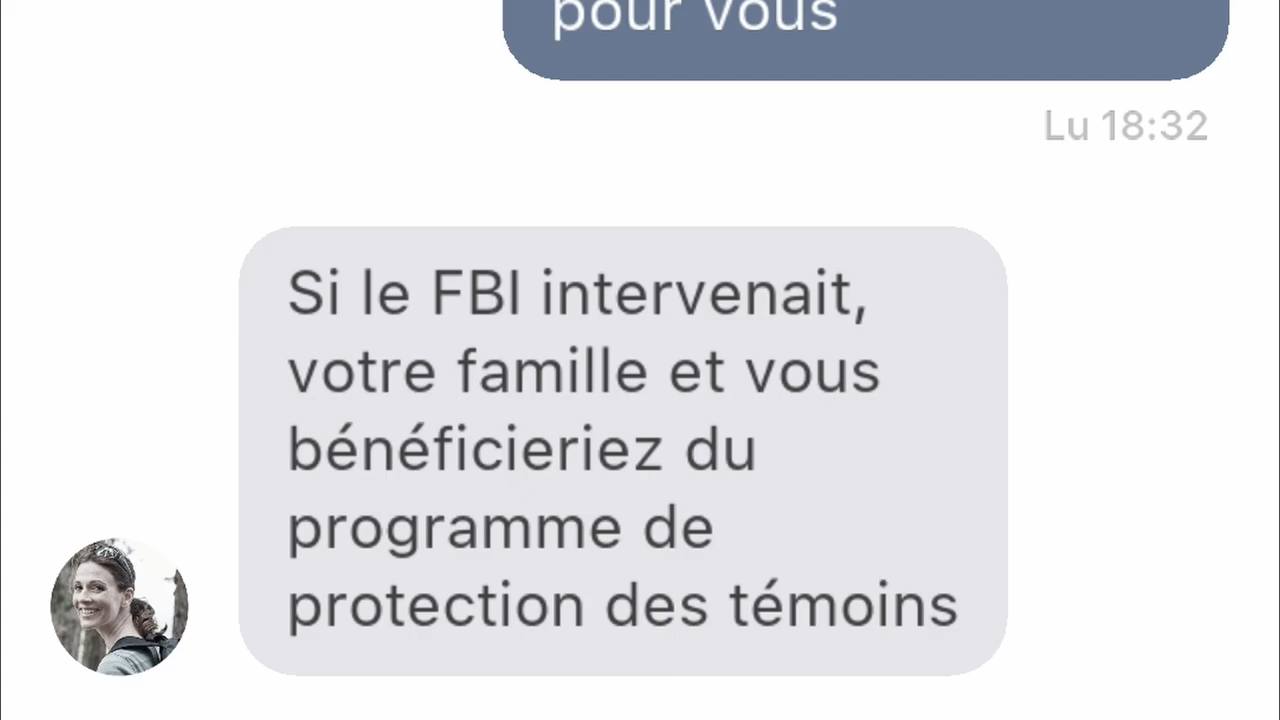 pour vous
Lu 18:32
Si le FBI intervenait,
votre famille et vous
bénéficieriez du
programme de
protection des témoins